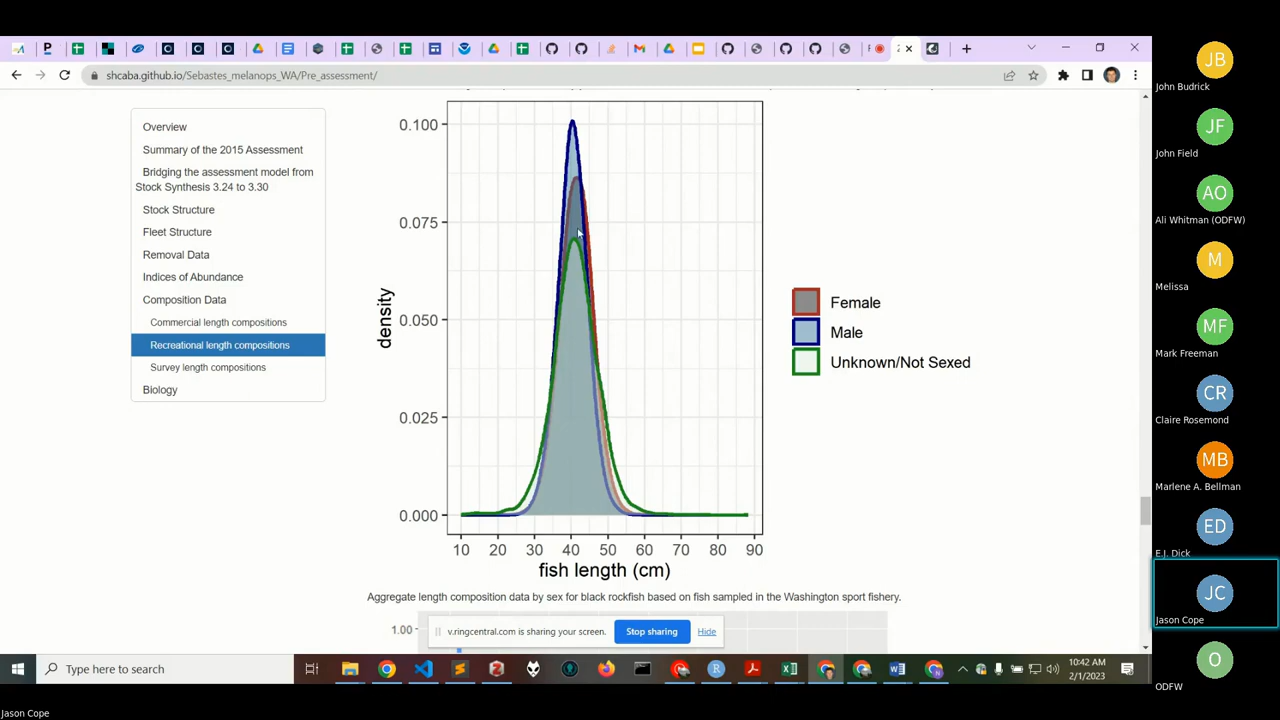 shcaba.github.io/Sebastes_melanops_WA/Pre_assessment/
Overview
Summary of the 2015 Assessment
Bridging the assessment model from
Stock Synthesis 3.24 to 3.30
Stock Structure
Fleet Structure
Removal Data
Indices of Abundance
Composition Data
Commercial length compositions
Recreational length compositions
Survey length compositions
Biology
0.100
0.075
0.050
0.025
0.000
density
10 20 30 40 50 60 70 80 90
fish length (cm)
Female
Male
Unknown/Not Sexed
Aggregate length composition data by sex for black rockfish based on fish sampled in the Washington sport fishery.
1.00
v.ringcentral.com is sharing your screen.
Stop sharing
Hide
Type here to search
10:42 AM
2/1/2023
JB
John Budrick
JF
John Field
AO
Ali Whitman (ODFW)
M
Melissa
MF
Mark Freeman
CR
Claire Rosemond
MB
Marlene A. Bellman
ED
E.J. Dick
JC
Jason Cope
O
ODFW
Jason Cope